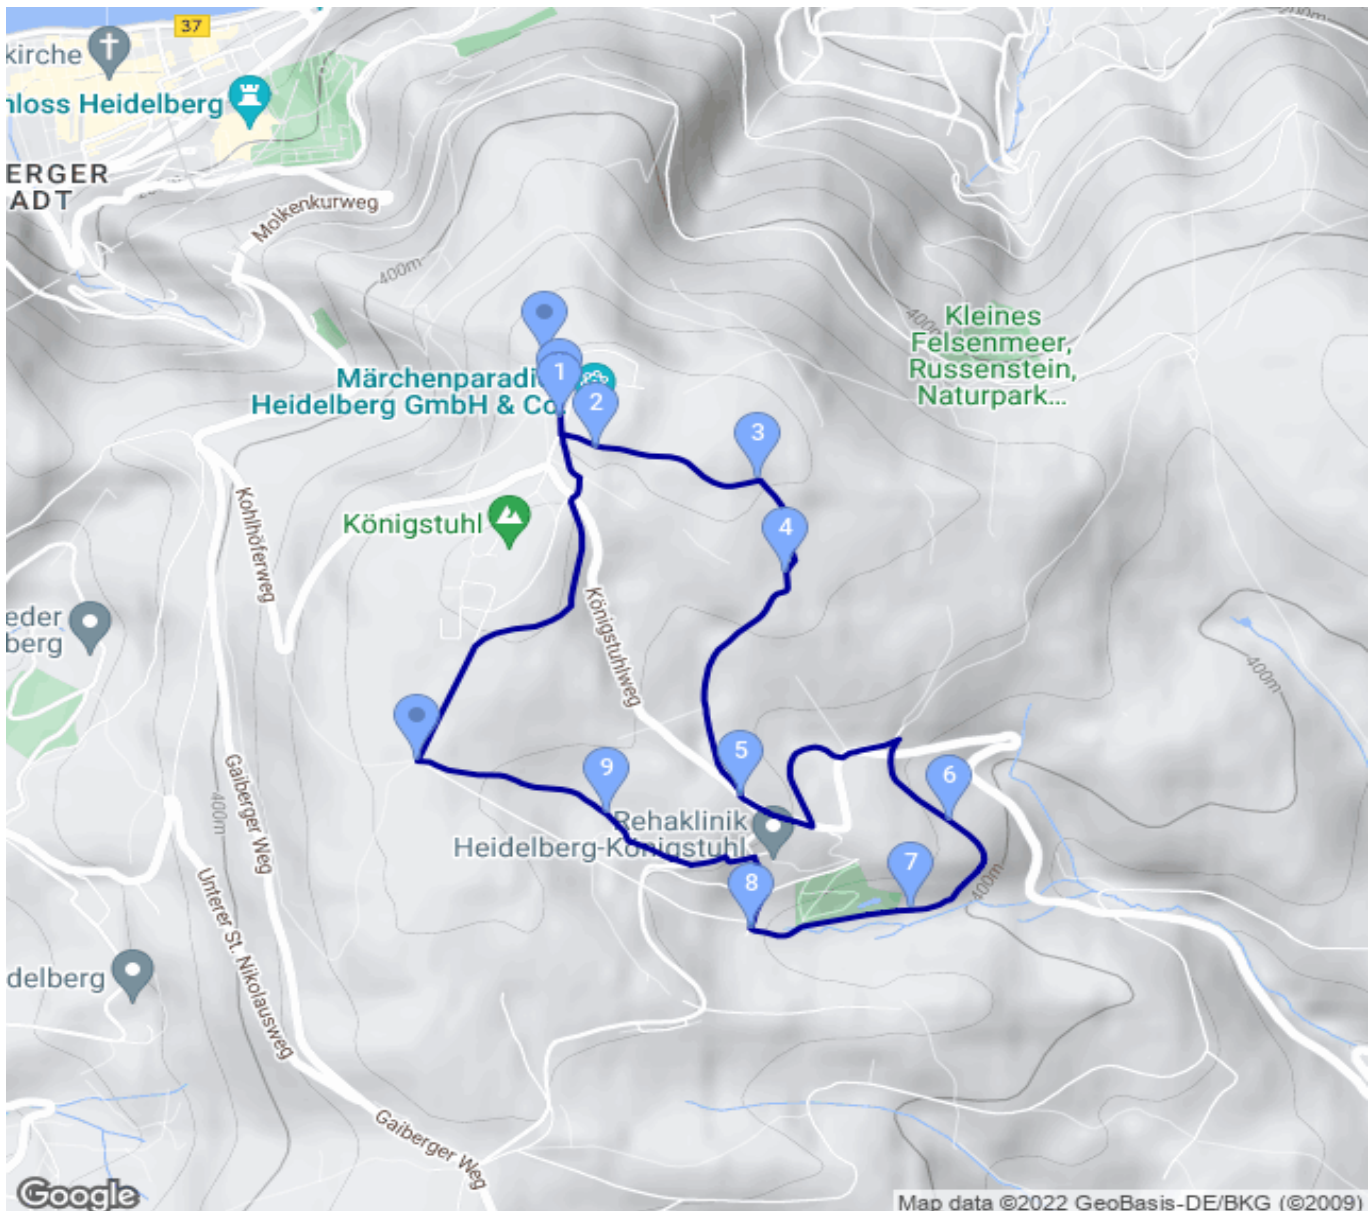 37
kirche
hloss Heidelberg
ERGER
ADT
Molkenkurweg
400m
Kleines
Felsenmeer,
Russenstein,
Naturpark...
400
1
Märchenparadi
Heidelberg GmbH & Co.
2
3
Königstuhl
4
Kohlhöferweg
Königstuhlweg
eder
berg
400m
Gaiberger Weg
400m
5
6
9
Rehaklinik
Heidelberg-Königstuhl
7
8
400m
Unterer St. Nikolausweg
delberg
Gaiberger Weg
Google
Map data ©2022 GeoBasis-DE/BKG (©2009)